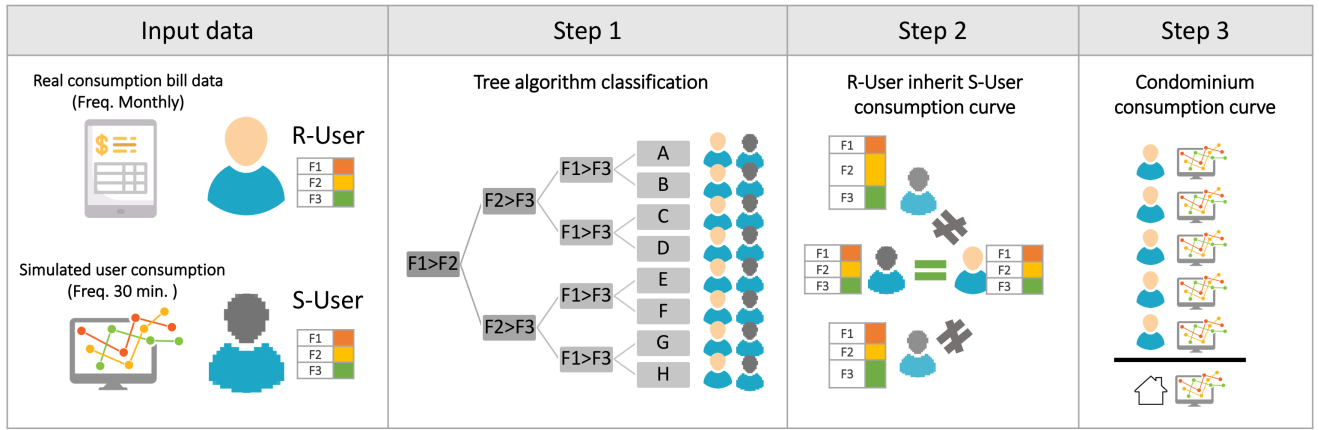 Input data
Step 1
Step 2
Step 3
Real consumption bill data
(Freq. Monthly)
$
R-User
F1
F2
F3
Simulated user consumption
(Freq. 30 min. )
S-User
F1
F2
F3
Tree algorithm classification
F1>F2
F2>F3
F2>F3
F1>F3
F1>F3
F1>F3
F1>F3
A
B
C
D
E
F
G
H
R-User inherit S-User
consumption curve
F1
F2
F3
F1
F2
F3
F1
F2
F3
F1
F2
F3
Condominium
consumption curve